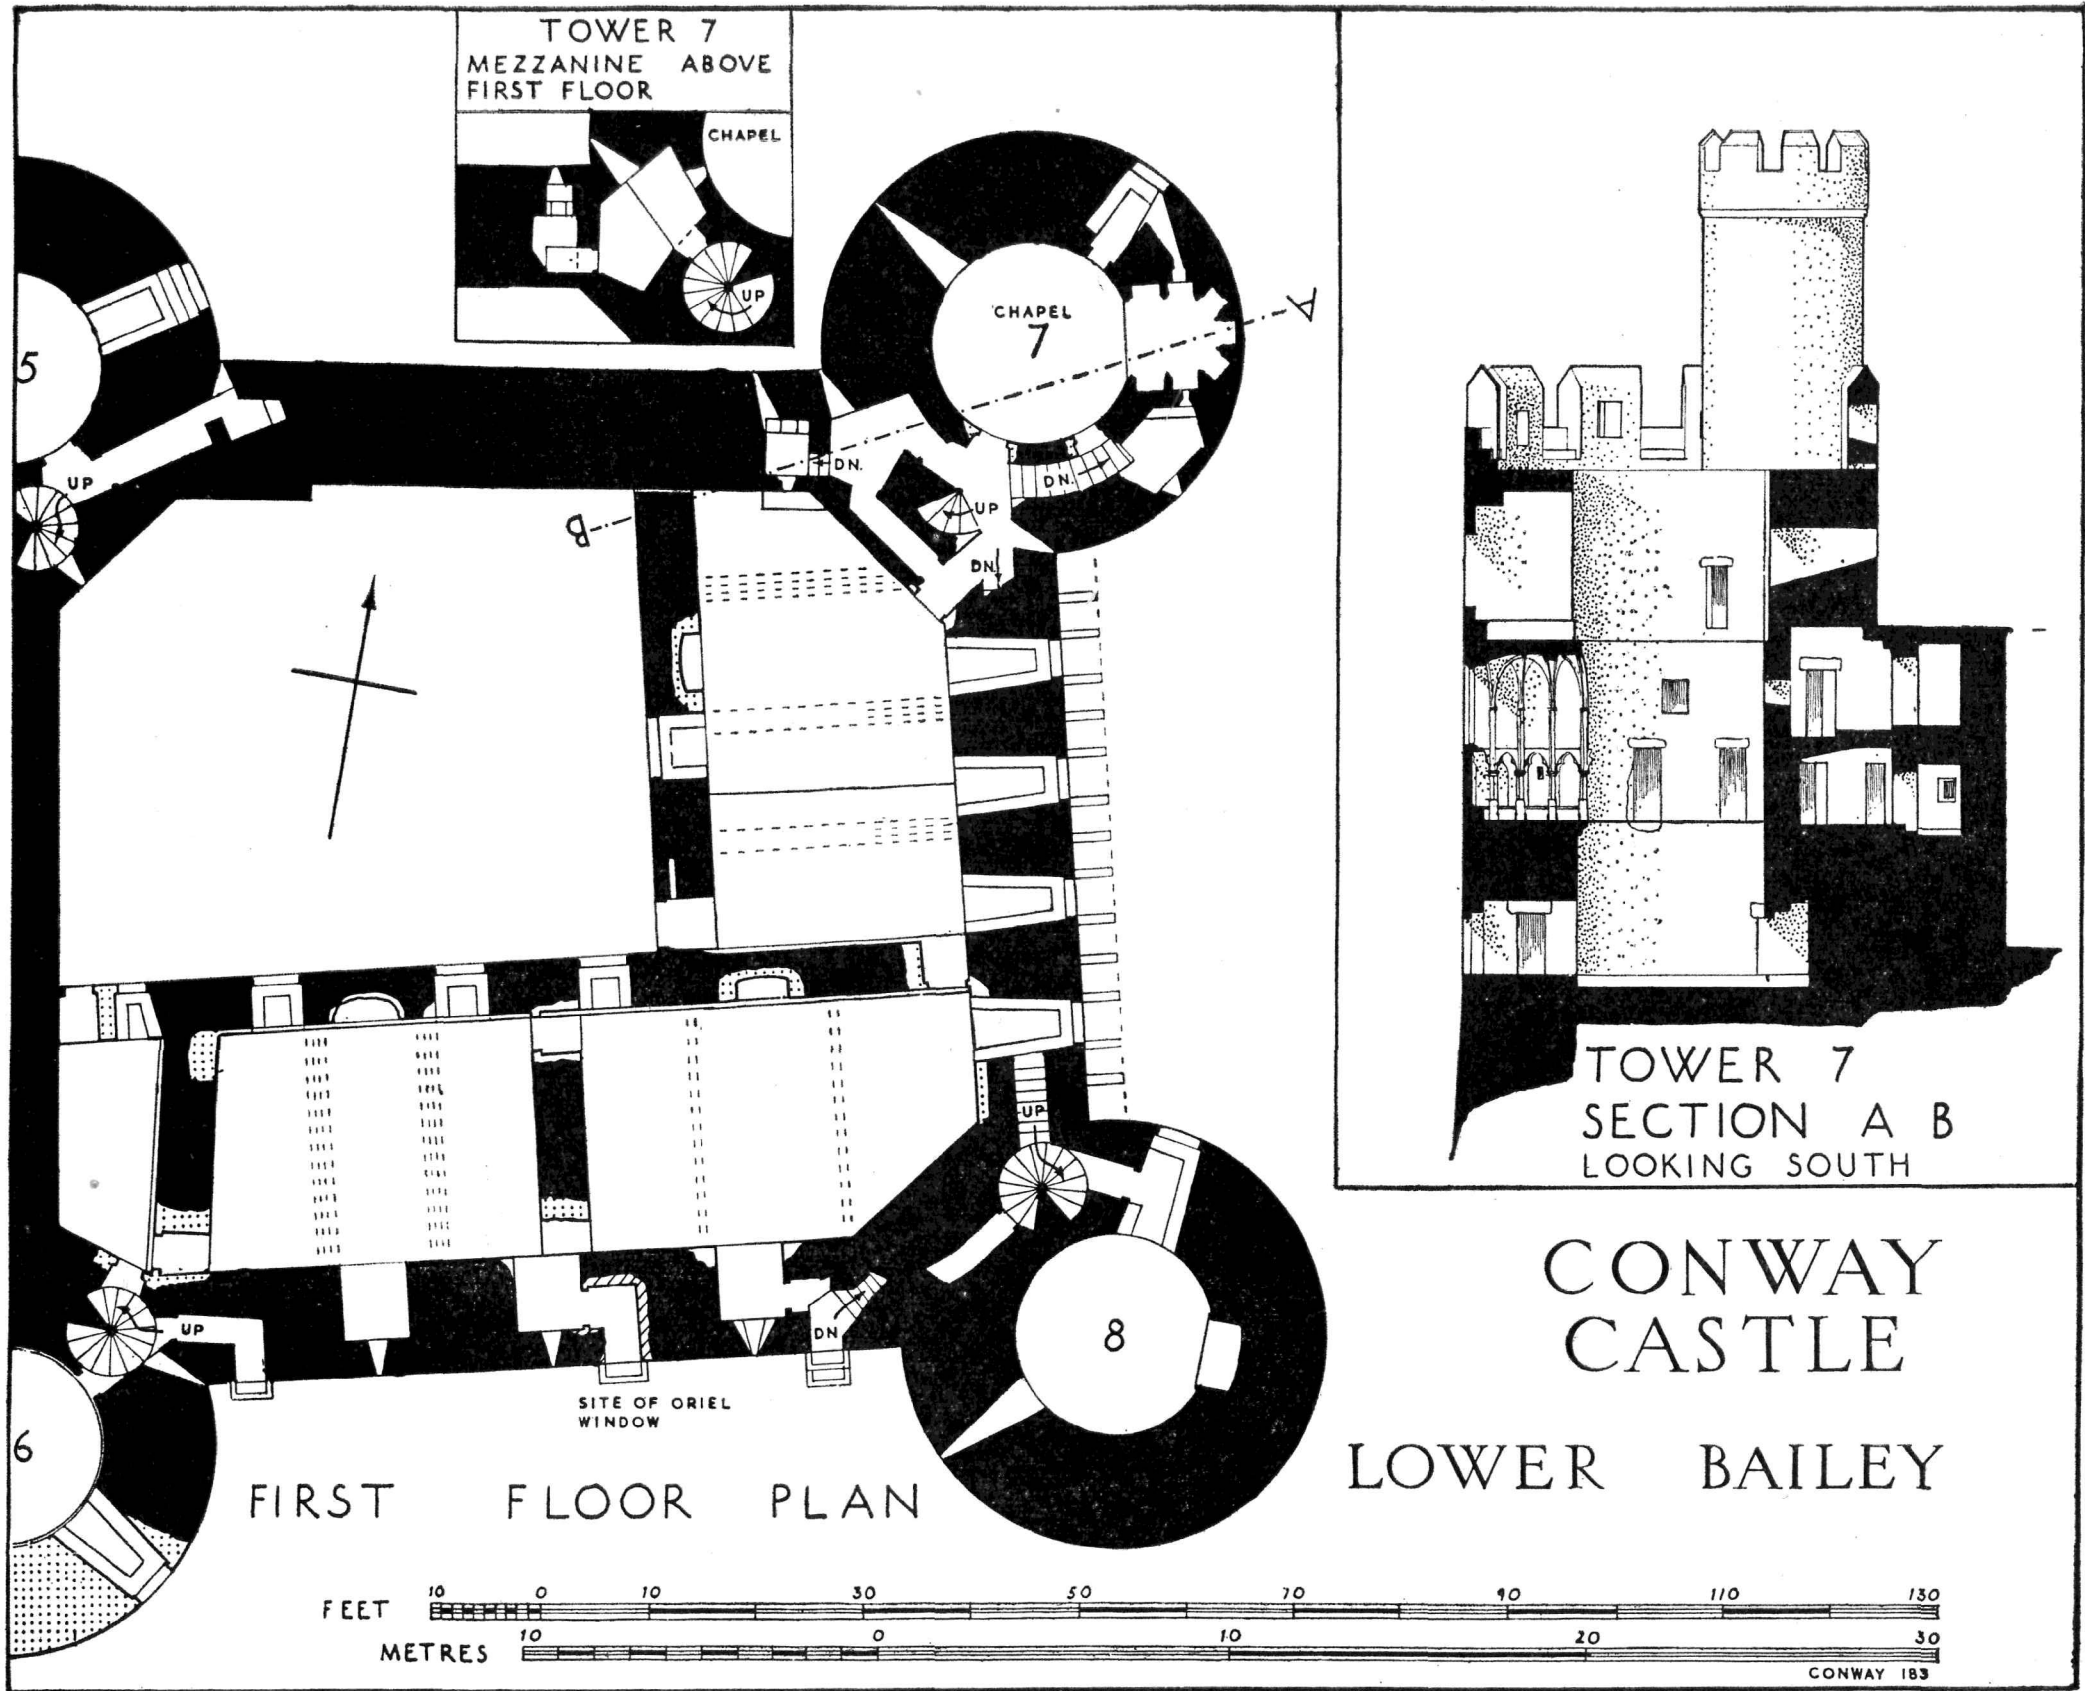 TOWER 7
MEZZANINE ABOVE
FIRST FLOOR
CHAPEL
UP
5
UP
CHAPEL
7
A
DN.
DN.
UP
B
DN.
UP
UP
DN
8
6
SITE OF ORIEL
WINDOW
FIRST FLOOR PLAN
TOWER 7
SECTION A B
LOOKING SOUTH
CONWAY
CASTLE
LOWER BAILEY
FEET 10 0 10 30 50 70 90 110 130
METRES 10 0 10 20 30
CONWAY 183